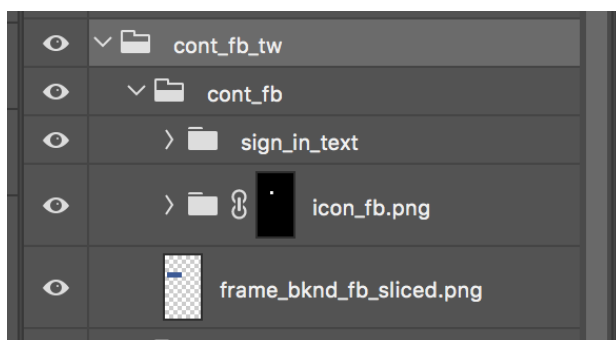 cont_fb_tw
cont_fb
sign_in_text
icon_fb.png
frame_bknd_fb_sliced.png